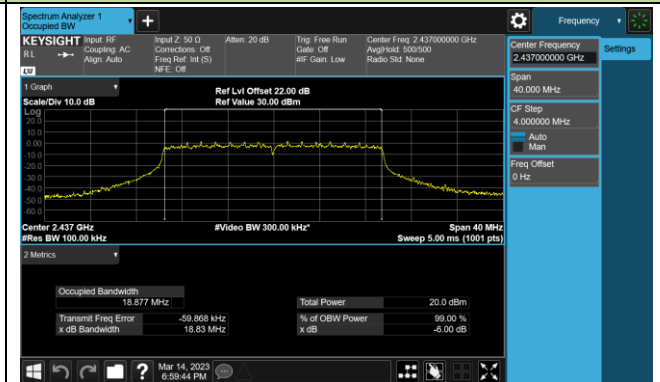 Spectrum Analyzer 1
Occupied BW
Frequency
KEYSIGHT
RL
LXI
Input: RF
Coupling: AC
Align: Auto
Input Z: 50 Ω
Corrections: Off
Freq Ref: Int (S)
NFE: Off
Atten: 20 dB
Trig: Free Run
Gate: Off
#IF Gain: Low
Center Freq: 2.437000000 GHz
Avg|Hold: 500/500
Radio Std: None
Center Frequency
2.437000000 GHz
Settings
Span
40.000 MHz
CF Step
4.000000 MHz
Auto
Man
Freq Offset
0 Hz
1 Graph
Scale/Div 10.0 dB
Ref Lvl Offset 22.00 dB
Ref Value 30.00 dBm
Log
20.0
10.0
0.00
-10.0
-20.0
-30.0
-40.0
-50.0
-60.0
Center 2.437 GHz
#Video BW 300.00 kHz*
Span 40 MHz
#Res BW 100.00 kHz
Sweep 5.00 ms (1001 pts)
2 Metrics
Occupied Bandwidth
18.877 MHz
Total Power 20.0 dBm
Transmit Freq Error -59.868 kHz
% of OBW Power 99.00 %
x dB Bandwidth 18.83 MHz
x dB -6.00 dB
?
Mar 14, 2023
6:59:44 PM